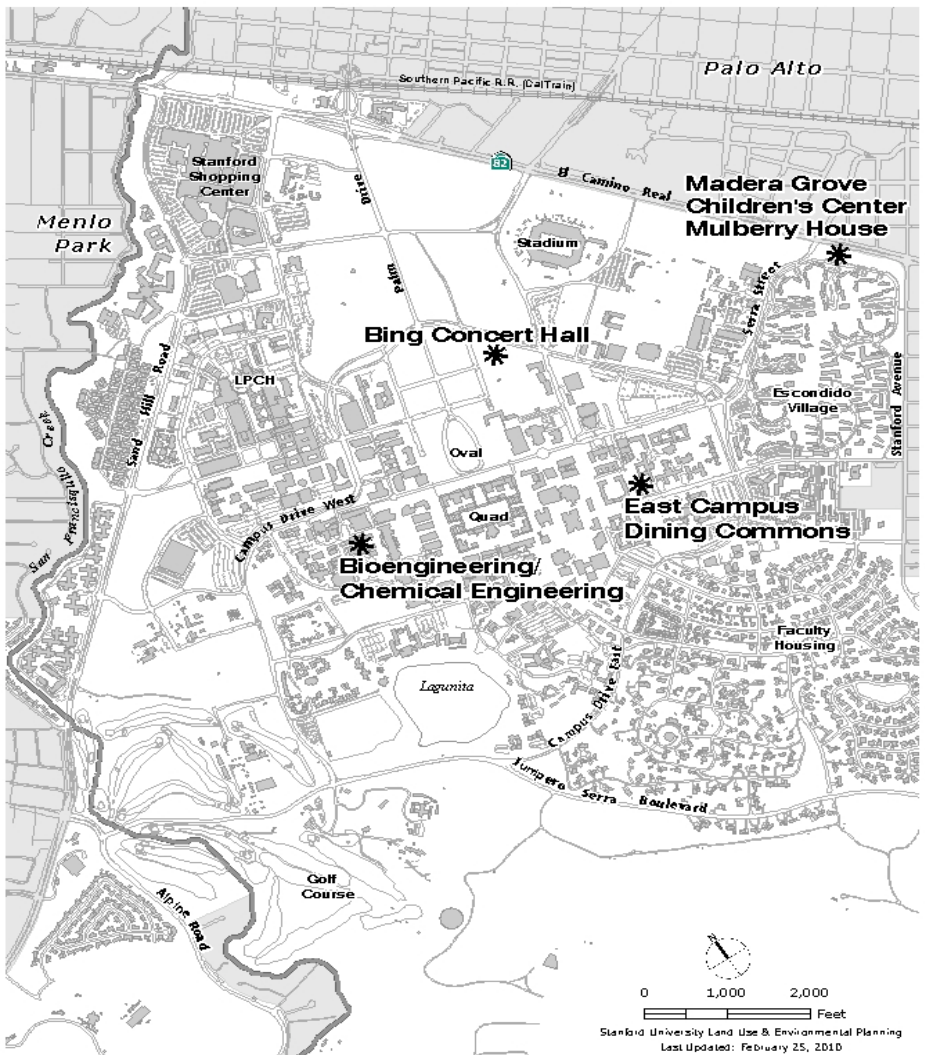 Palo Alto
Southern Pacific R.R. (CalTrain)
82
El Camino Real
Stanford
Shopping
Center
Palm
Drive
Menlo
Park
Stadium
Madera Grove
Children's Center
Mulberry House
Serra Street
Bing Concert Hall
LPCH
Sand Hill Road
Escondido
Village
Stanford Avenue
Oval
San Francisquito Creek
Quad
East Campus
Dining Commons
Campus Drive West
Bioengineering/
Chemical Engineering
Faculty
Housing
Lagunita
Campus Drive East
Junipero Serra Boulevard
Golf
Course
Alpine Road
N
0 1,000 2,000
Feet
Stanford University Land Use & Environmental Planning
Last Updated: February 25, 2010